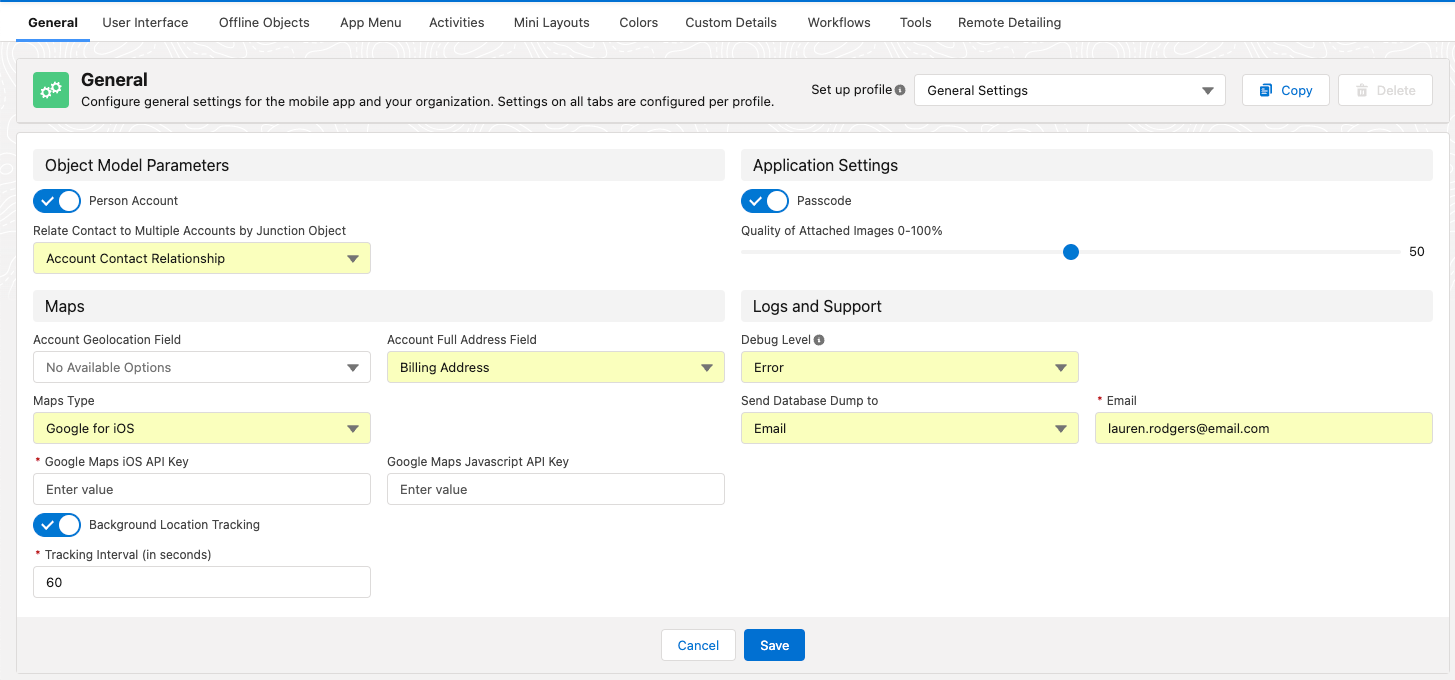 General User Interface Offline Objects App Menu Activities Mini Layouts Colors Custom Details Workflows Tools Remote Detailing
General
Configure general settings for the mobile app and your organization. Settings on all tabs are configured per profile.
Set up profile General Settings Copy Delete
Object Model Parameters
Person Account
Relate Contact to Multiple Accounts by Junction Object
Account Contact Relationship
Application Settings
Passcode
Quality of Attached Images 0-100%
50
Maps
Account Geolocation Field Account Full Address Field
No Available Options Billing Address
Maps Type
Google for iOS
* Google Maps iOS API Key Google Maps Javascript API Key
Enter value Enter value
Background Location Tracking
* Tracking Interval (in seconds)
60
Logs and Support
Debug Level
Error
Send Database Dump to * Email
Email lauren.rodgers@email.com
Cancel Save